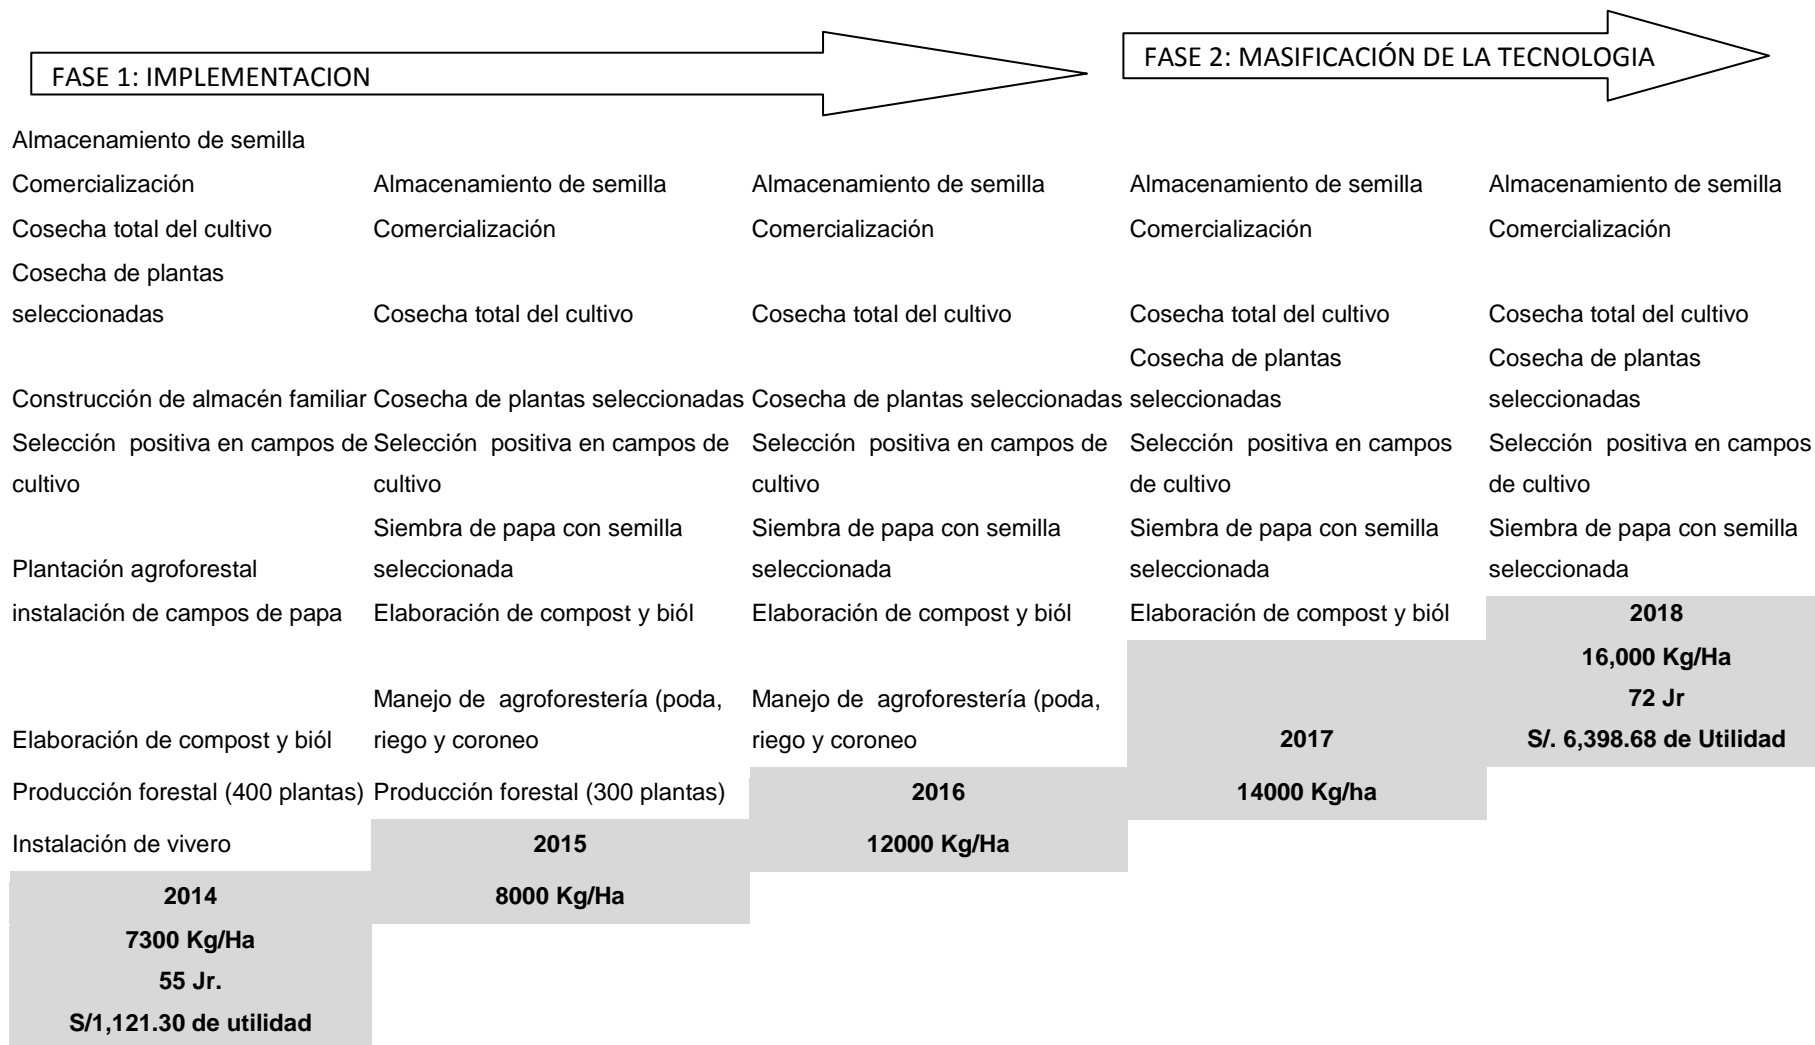 FASE 1: IMPLEMENTACION
FASE 2: MASIFICACIÓN DE LA TECNOLOGIA
Almacenamiento de semilla
Comercialización
Cosecha total del cultivo
Cosecha de plantas
seleccionadas
Construcción de almacén familiar
Selección positiva en campos de
cultivo
Plantación agroforestal
instalación de campos de papa
Elaboración de compost y biól
Producción forestal (400 plantas)
Instalación de vivero
2014
7300 Kg/Ha
55 Jr.
S/1,121.30 de utilidad
Almacenamiento de semilla
Comercialización
Cosecha total del cultivo
Cosecha de plantas seleccionadas
Selección positiva en campos de
cultivo
Siembra de papa con semilla
seleccionada
Elaboración de compost y biól
Manejo de agroforestería (poda,
riego y coroneo
Producción forestal (300 plantas)
2015
8000 Kg/Ha
Almacenamiento de semilla
Comercialización
Cosecha total del cultivo
Cosecha de plantas seleccionadas
Selección positiva en campos de
cultivo
Siembra de papa con semilla
seleccionada
Elaboración de compost y biól
Manejo de agroforestería (poda,
riego y coroneo
2016
12000 Kg/Ha
Almacenamiento de semilla
Comercialización
Cosecha total del cultivo
Cosecha de plantas
seleccionadas
Selección positiva en campos
de cultivo
Siembra de papa con semilla
seleccionada
Elaboración de compost y biól
2017
14000 Kg/ha
Almacenamiento de semilla
Comercialización
Cosecha total del cultivo
Cosecha de plantas
seleccionadas
Selección positiva en campos
de cultivo
Siembra de papa con semilla
seleccionada
2018
16,000 Kg/Ha
72 Jr
S/. 6,398.68 de Utilidad